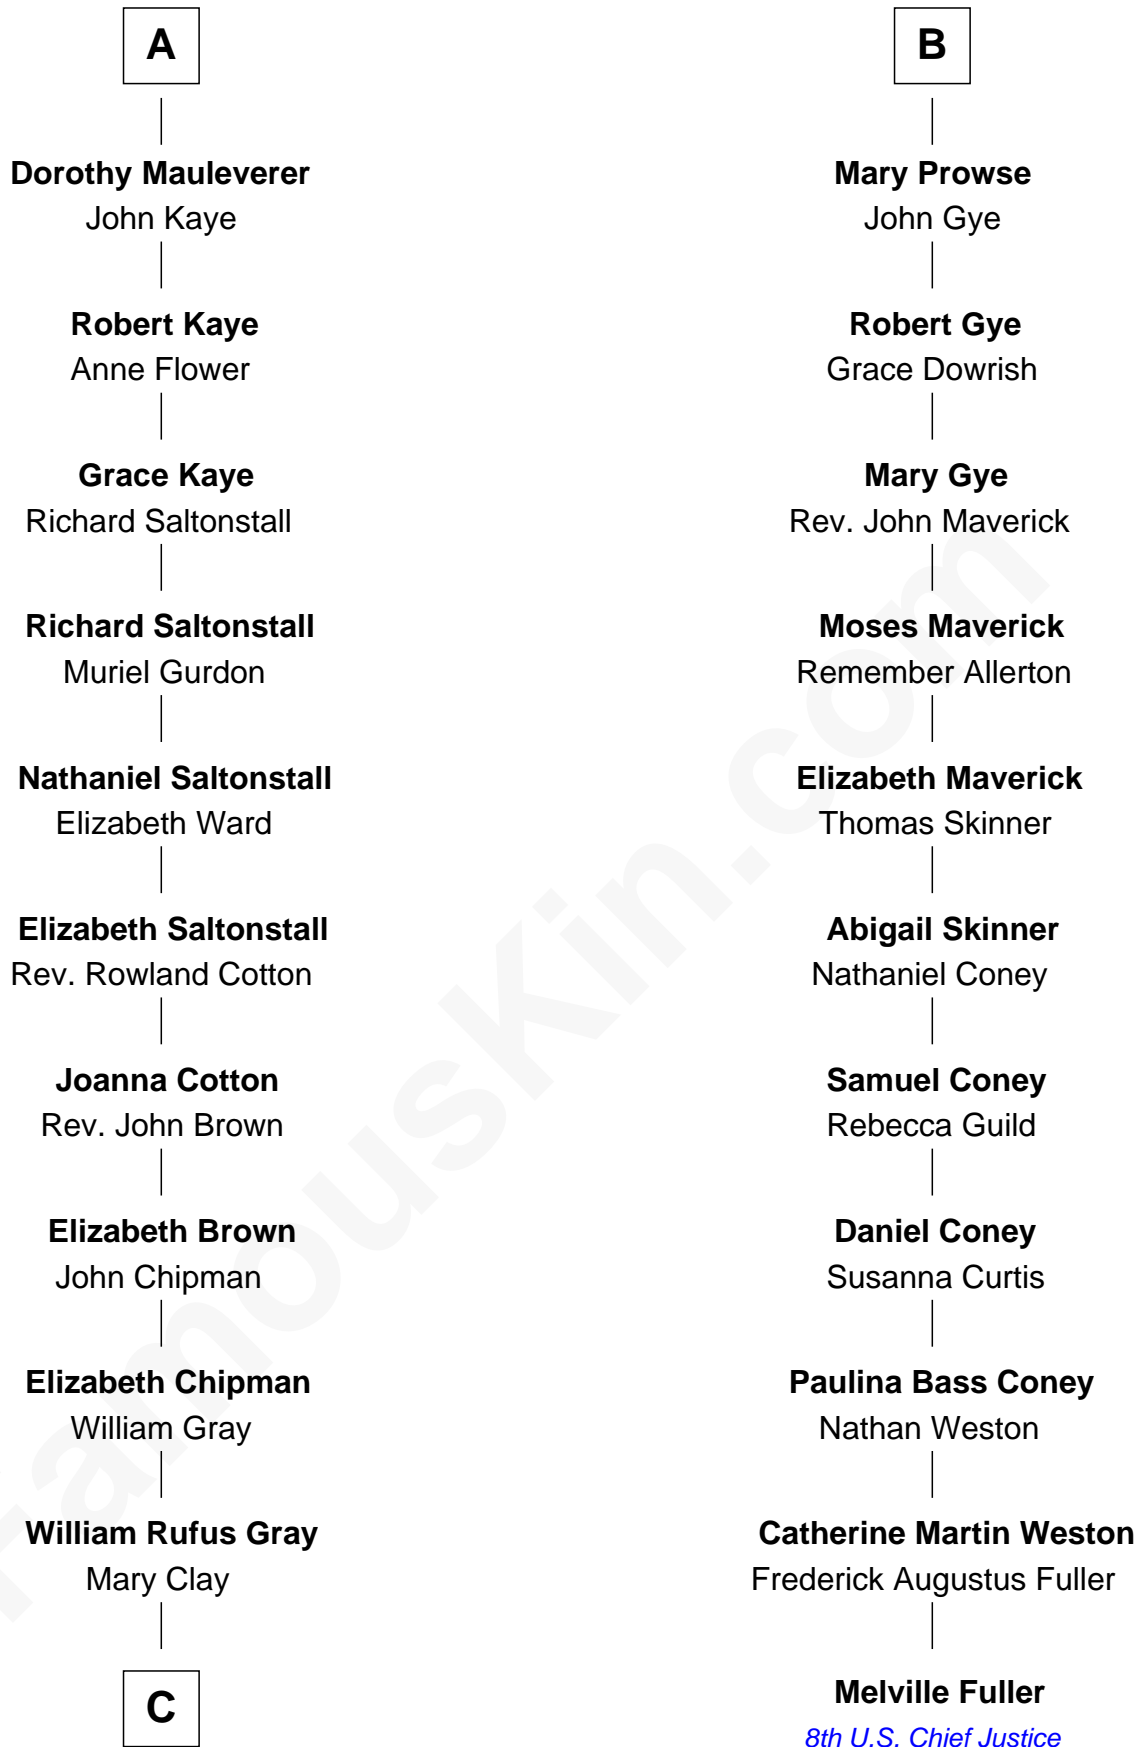 A
Dorothy Mauleverer
John Kaye
Robert Kaye
Anne Flower
Grace Kaye
Richard Saltonstall
Richard Saltonstall
Muriel Gurdon
Nathaniel Saltonstall
Elizabeth Ward
Elizabeth Saltonstall
Rev. Rowland Cotton
Joanna Cotton
Rev. John Brown
Elizabeth Brown
John Chipman
Elizabeth Chipman
William Gray
William Rufus Gray
Mary Clay
C
B
Mary Prowse
John Gye
Robert Gye
Grace Dowrish
Mary Gye
Rev. John Maverick
Moses Maverick
Remember Allerton
Elizabeth Maverick
Thomas Skinner
Abigail Skinner
Nathaniel Coney
Samuel Coney
Rebecca Guild
Daniel Coney
Susanna Curtis
Paulina Bass Coney
Nathan Weston
Catherine Martin Weston
Frederick Augustus Fuller
Melville Fuller
8th U.S. Chief Justice
FamousKin.com